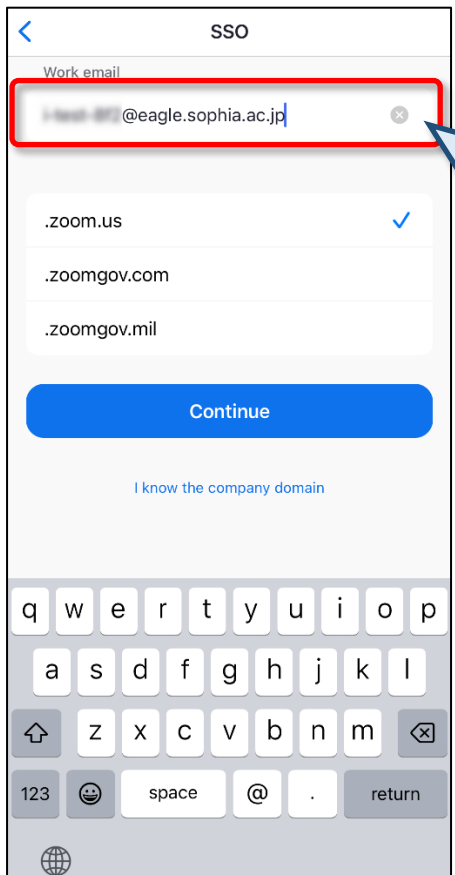 SSO
Work email
@eagle.sophia.ac.jp
.zoom.us
.zoomgov.com
.zoomgov.mil
Continue
I know the company domain
q w e r t y u i o p
a s d f g h j k l
z x c v b n m
123 space @ . return